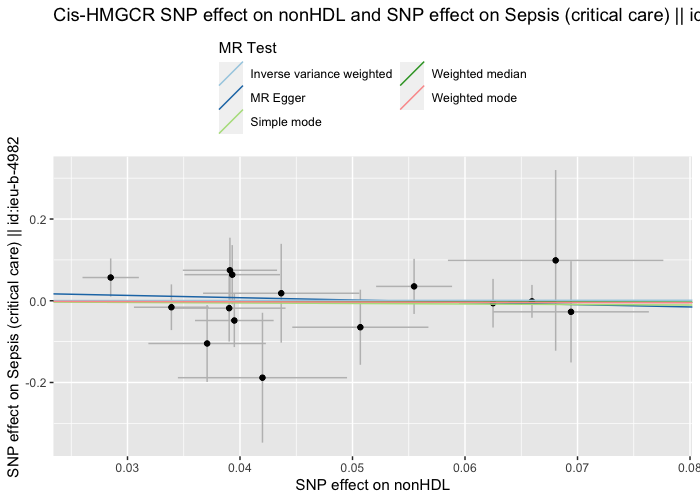 Cis-HMGCR SNP effect on nonHDL and SNP effect on Sepsis (critical care) || id
MR Test
Inverse variance weighted
Weighted median
MR Egger
Weighted mode
Simple mode
SNP effect on Sepsis (critical care) || id:ieu-b-4982
0.2
0.0
-0.2
0.03 0.04 0.05 0.06 0.07 0.08
SNP effect on nonHDL